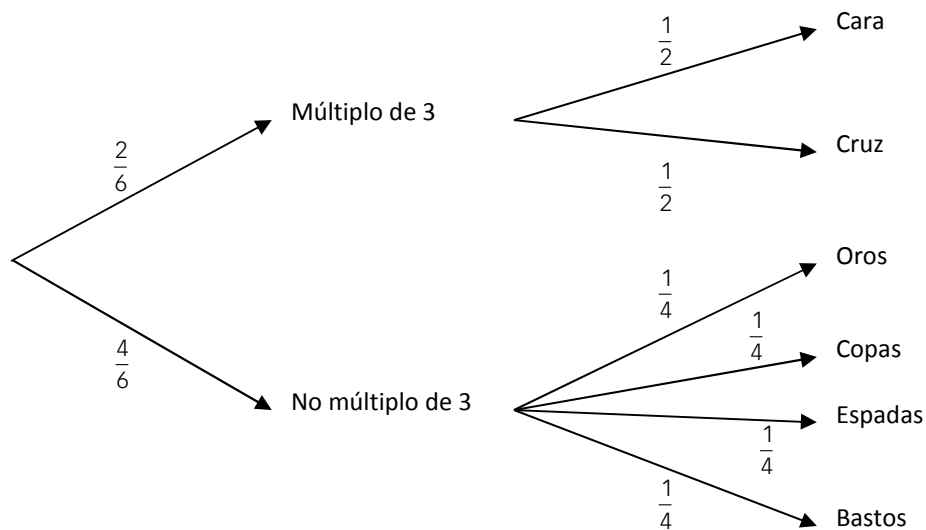 1/2
Cara
Múltiplo de 3
2/6
Cruz
1/2
Oros
1/4
1/4
Copas
4/6
No múltiplo de 3
Espadas
1/4
1/4
Bastos